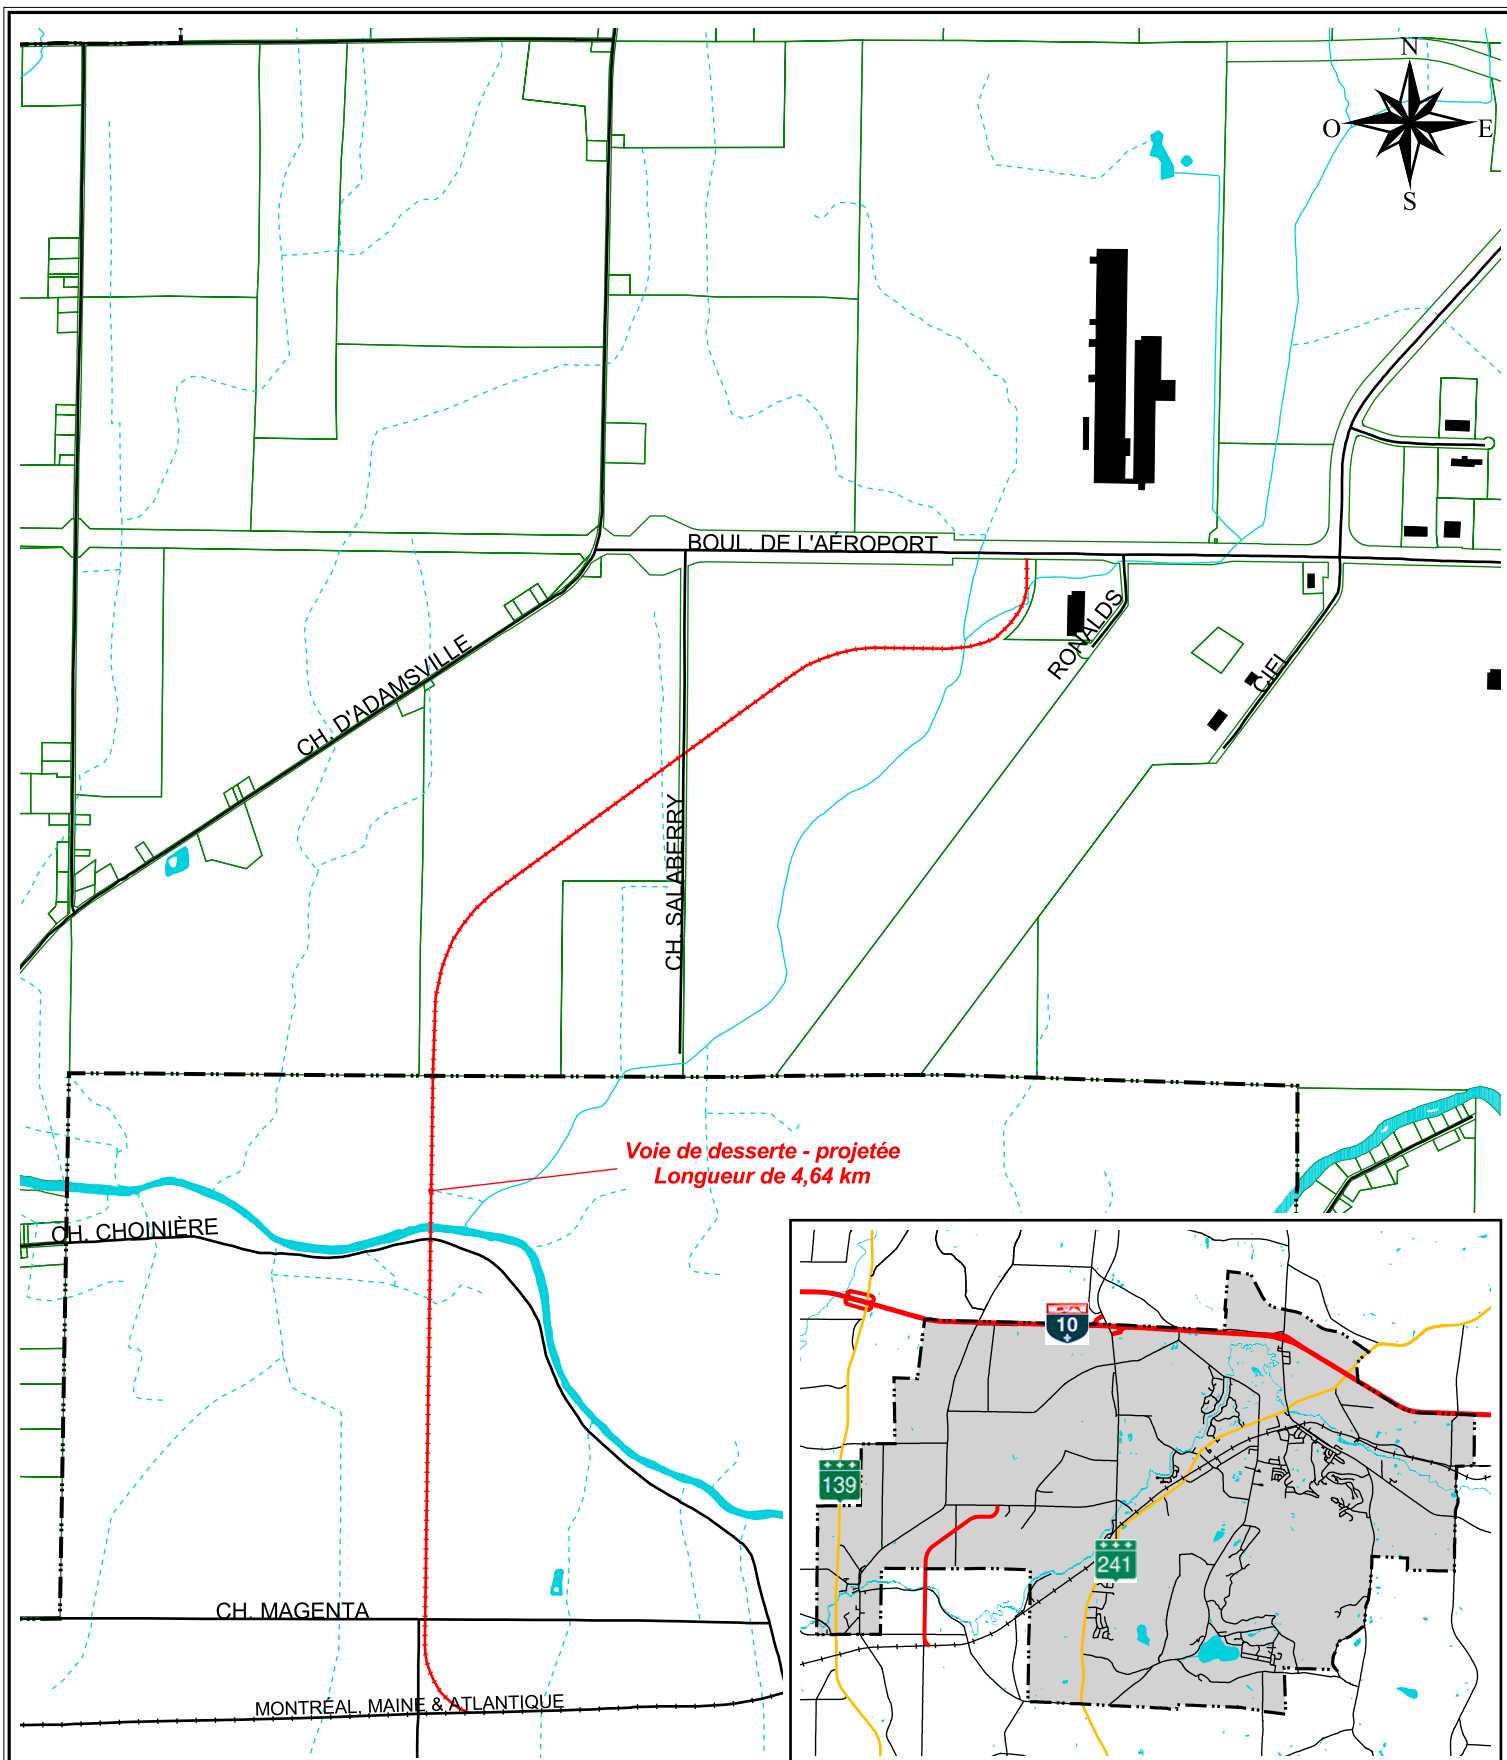 N
O
E
S
BOUL. DE L'AÉROPORT
RONALDS
CIEL
CH. D'ADAMSVILLE
CH. SALABERRY
Voie de desserte - projetée
Longueur de 4,64 km
CH. CHOINIÈRE
10
139
241
CH. MAGENTA
MONTRÉAL, MAINE & ATLANTIQUE